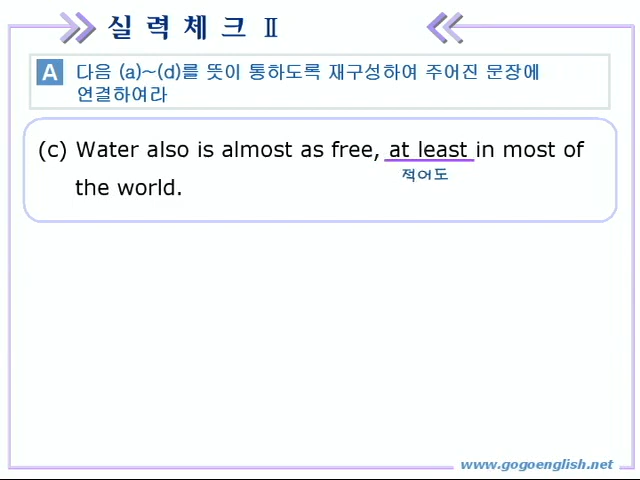 실 력 체 크 Ⅱ
A 다음 (a)~(d)를 뜻이 통하도록 재구성하여 주어진 문장에
연결하여라
(c) Water also is almost as free, at least in most of
적어도
the world.
www.gogoenglish.net